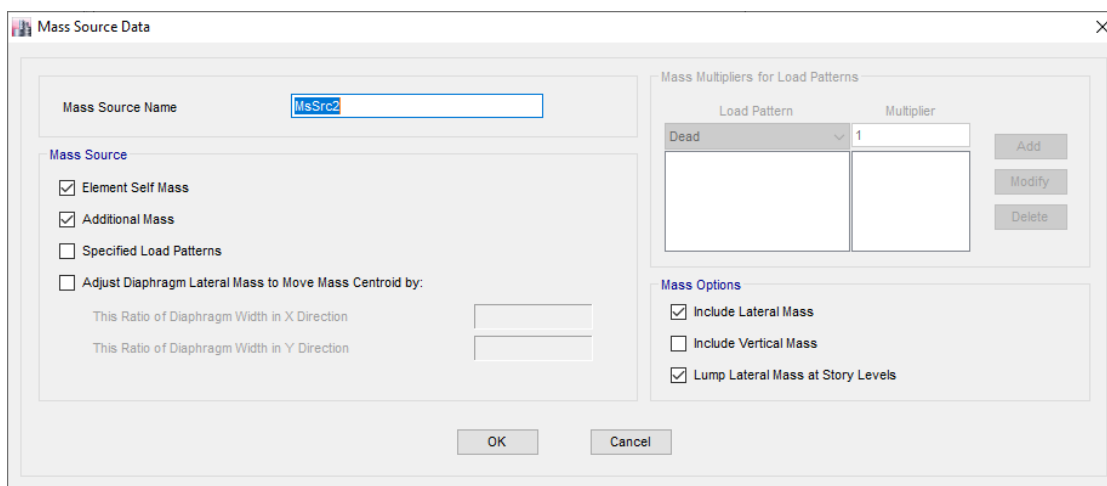 Mass Source Data
Mass Source Name
MsSrc2
Mass Source
Element Self Mass
Additional Mass
Specified Load Patterns
Adjust Diaphragm Lateral Mass to Move Mass Centroid by:
This Ratio of Diaphragm Width in X Direction
This Ratio of Diaphragm Width in Y Direction
Mass Multipliers for Load Patterns
Load Pattern Multiplier
Dead 1
Add
Modify
Delete
Mass Options
Include Lateral Mass
Include Vertical Mass
Lump Lateral Mass at Story Levels
OK Cancel